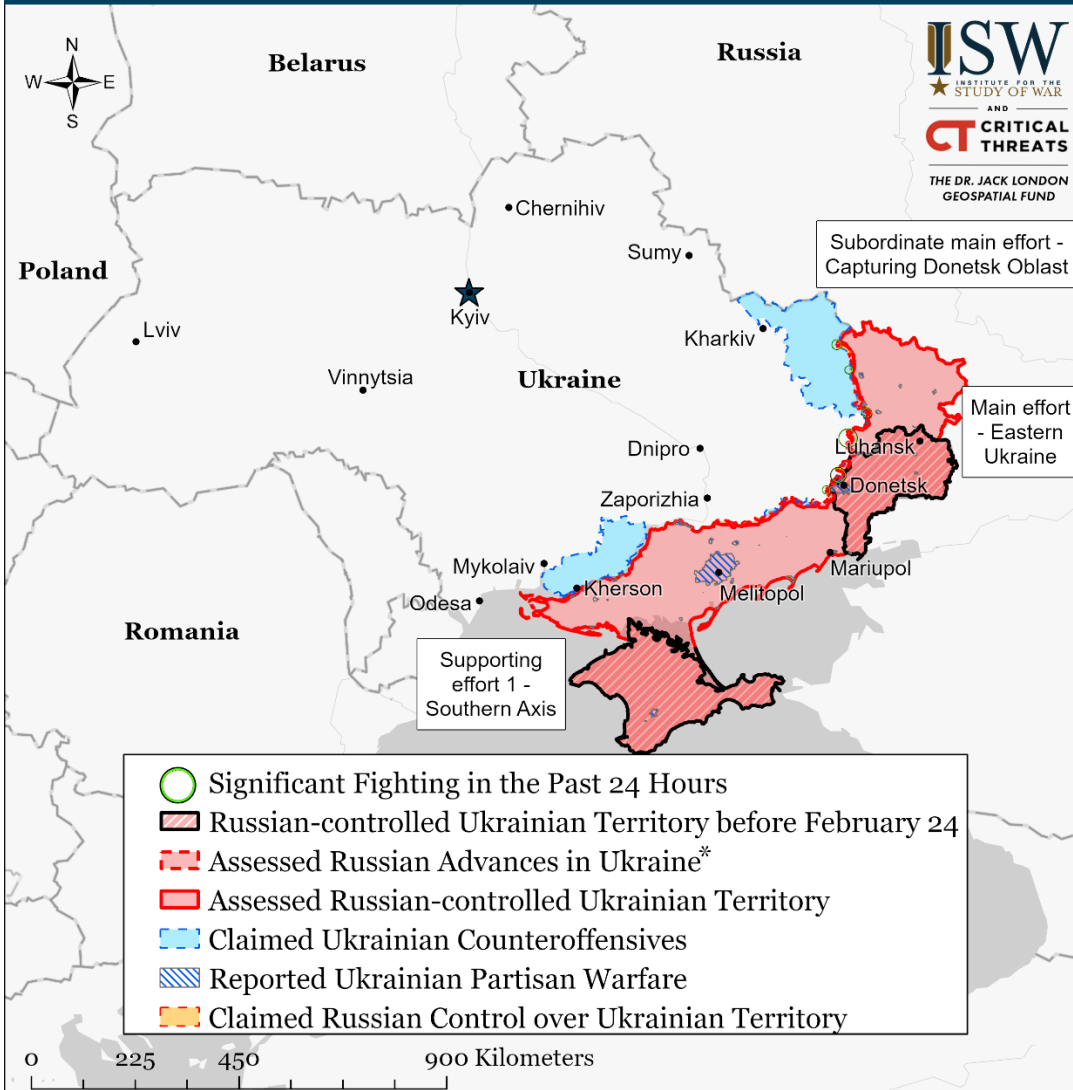 N
W E
S
Belarus
Russia
ISW
INSTITUTE FOR THE
STUDY OF WAR
AND
CT CRITICAL
THREATS
THE DR. JACK LONDON
GEOSPATIAL FUND
Chernihiv
Sumy
Subordinate main effort -
Capturing Donetsk Oblast
Poland
Kyiv
Lviv
Kharkiv
Vinnytsia
Ukraine
Main effort
- Eastern
Ukraine
Dnipro
Luhansk
Donetsk
Zaporizhia
Mykolaiv
Mariupol
Kherson
Melitopol
Odesa
Romania
Supporting
effort 1 -
Southern Axis
Significant Fighting in the Past 24 Hours
Russian-controlled Ukrainian Territory before February 24
Assessed Russian Advances in Ukraine*
Assessed Russian-controlled Ukrainian Territory
Claimed Ukrainian Counteroffensives
Reported Ukrainian Partisan Warfare
Claimed Russian Control over Ukrainian Territory
0 225 450 900 Kilometers